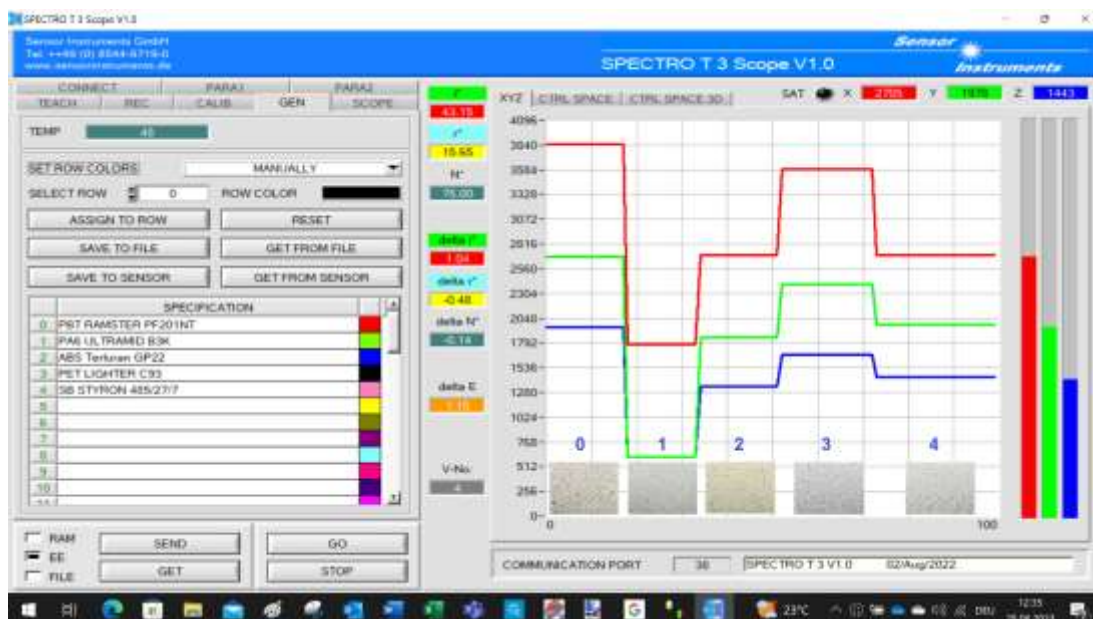 SPECTRO T 3 Scope V1.0
Sensor Instruments GmbH
SPECTRO T 3 Scope V1.0
Sensor
Instruments
CONNECT PARA1 PARA2
TEACH REC CALIB GEN SCOPE
TEMP
SET ROW COLORS MANUALLY
SELECT ROW 0 ROW COLOR
ASSIGN TO ROW RESET
SAVE TO FILE GET FROM FILE
SAVE TO SENSOR GET FROM SENSOR
SPECIFICATION
0 PBT RAMSTER PF201NT
1 PA6 ULTRAMID B3K
2 ABS Terluran GP22
3 PET LIGHTER C93
4 SB STYRON 485/27/7
5
6
7
8
9
10
RAM
EE
FILE
SEND GO
GET STOP
43.15
15.65
75.00
1.04
-0.48
delta N"
-0.14
delta E
V-No.
4
XYZ CTRL SPACE CTRL SPACE 3D SAT X 2705 Y Z 1443
4096
3840
3584
3328
3072
2816
2560
2304
2048
1792
1536
1280
1024
768
512
256
0
0 1 2 3 4
0 100
COMMUNICATION PORT SPECTRO T 3 V1.0 02/Aug/2022
23°C DEU 12:35